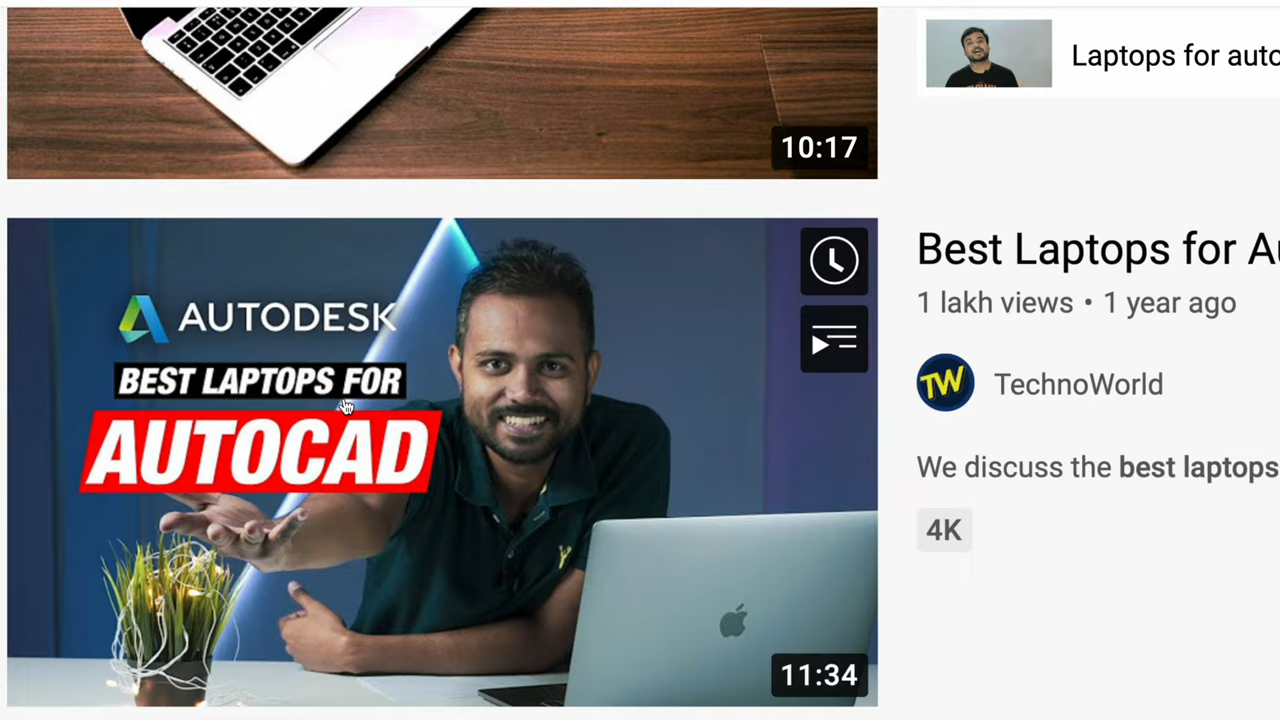 Laptops for auto
10:17
AUTODESK
BEST LAPTOPS FOR
AUTOCAD
11:34
Best Laptops for Au
1 lakh views • 1 year ago
TW
TechnoWorld
We discuss the best laptops
4K